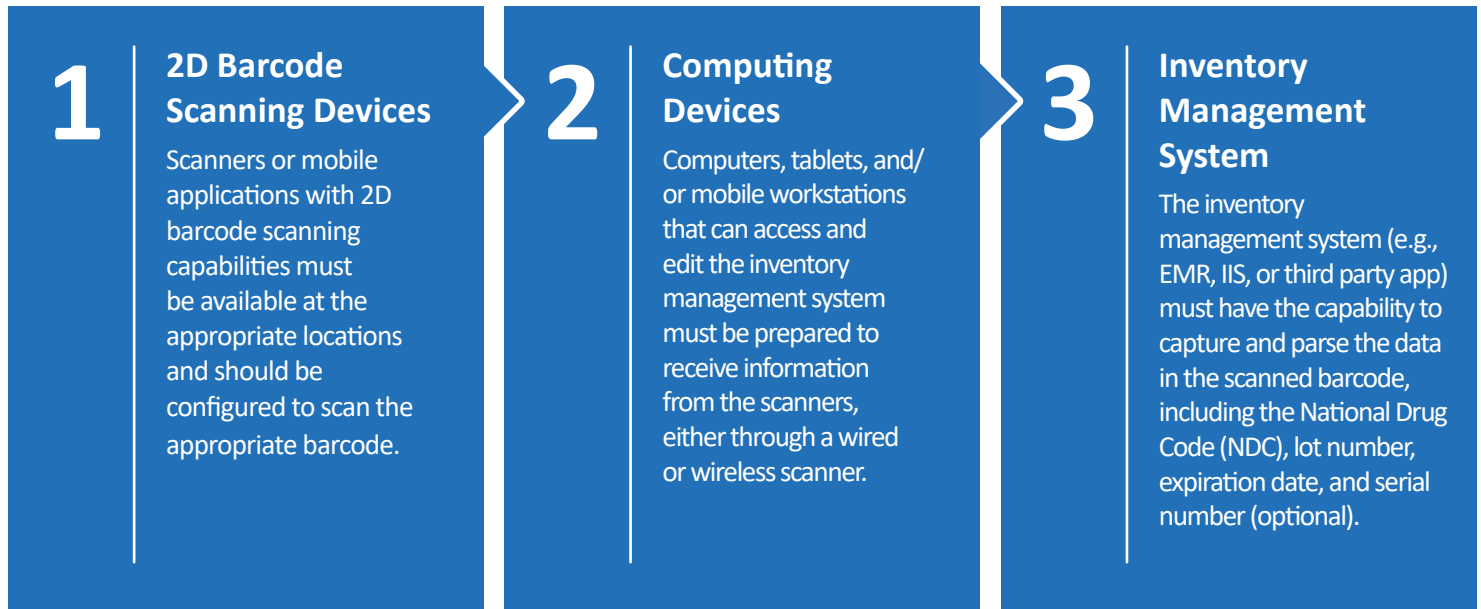 1
2D Barcode
Scanning Devices
Scanners or mobile
applications with 2D
barcode scanning
capabilities must
be available at the
appropriate locations
and should be
configured to scan the
appropriate barcode.
2
Computing
Devices
Computers, tablets, and/
or mobile workstations
that can access and
edit the inventory
management system
must be prepared to
receive information
from the scanners,
either through a wired
or wireless scanner.
3
Inventory
Management
System
The inventory
management system (e.g.,
EMR, IIS, or third party app)
must have the capability to
capture and parse the data
in the scanned barcode,
including the National Drug
Code (NDC), lot number,
expiration date, and serial
number (optional).